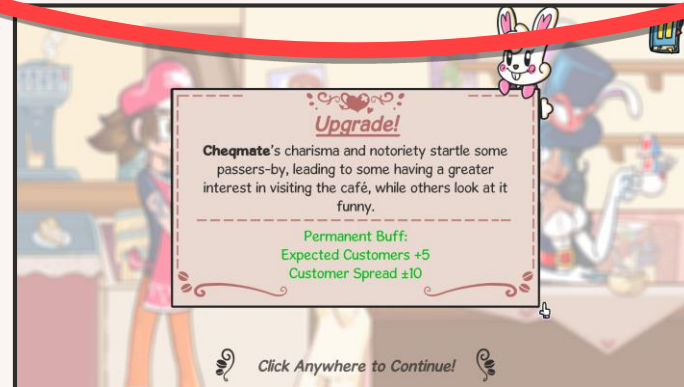 Upgrade!
Cheqmate's charisma and notoriety startle some
passers-by, leading to some having a greater
interest in visiting the café, while others look at it
funny.
Permanent Buff:
Expected Customers +5
Customer Spread ±10
Click Anywhere to Continue!